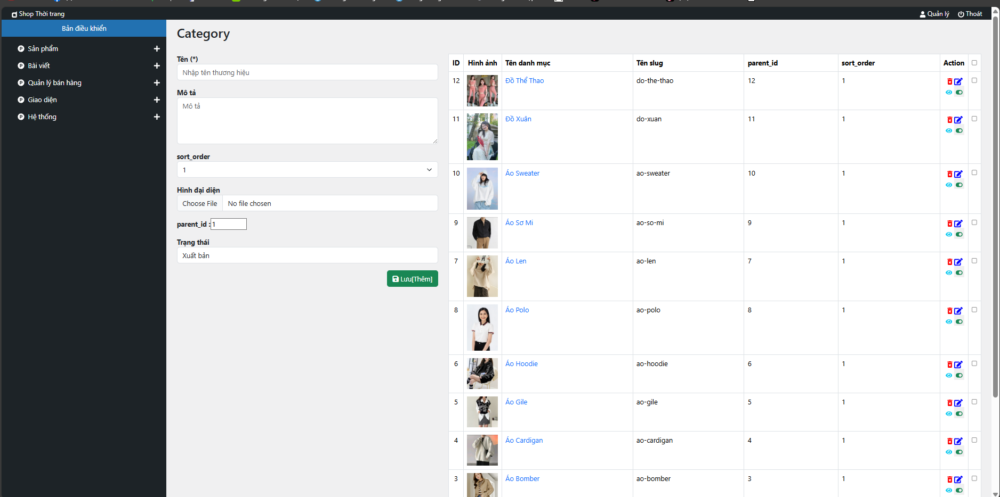 Shop Thời trang
Quản lý
Thoát
Bản điều khiển
Sản phẩm
Bài viết
Quản lý bán hàng
Giao diện
Hệ thống
Category
Tên (*)
Nhập tên thương hiệu
Mô tả
Mô tả
sort_order
1
Hình đại diện
Choose File No file chosen
parent_id : 1
Trạng thái
Xuất bản
Lưu[Thêm]
ID Hình ảnh Tên danh mục Tên slug parent_id sort_order Action
12 Đồ Thể Thao do-the-thao 12 1
11 Đồ Xuân do-xuan 11 1
10 Áo Sweater ao-sweater 10 1
9 Áo Sơ Mi ao-so-mi 9 1
7 Áo Len ao-len 7 1
8 Áo Polo ao-polo 8 1
6 Áo Hoodie ao-hoodie 6 1
5 Áo Gile ao-gile 5 1
4 Áo Cardigan ao-cardigan 4 1
3 Áo Bomber ao-bomber 3 1